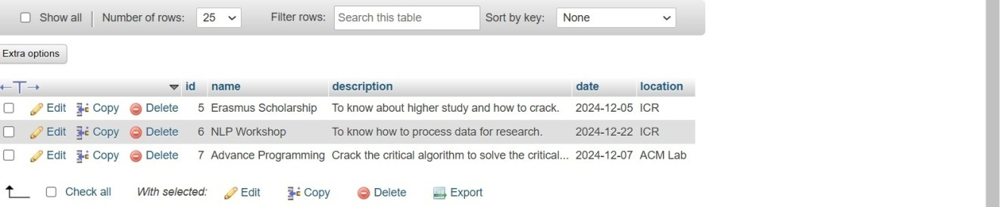 Show all | Number of rows: 25 Filter rows: Search this table Sort by key: None
Extra options
←T→ id name description date location
Edit Copy Delete 5 Erasmus Scholarship To know about higher study and how to crack. 2024-12-05 ICR
Edit Copy Delete 6 NLP Workshop To know how to process data for research. 2024-12-22 ICR
Edit Copy Delete 7 Advance Programming Crack the critical algorithm to solve the critical... 2024-12-07 ACM Lab
Check all With selected: Edit Copy Delete Export